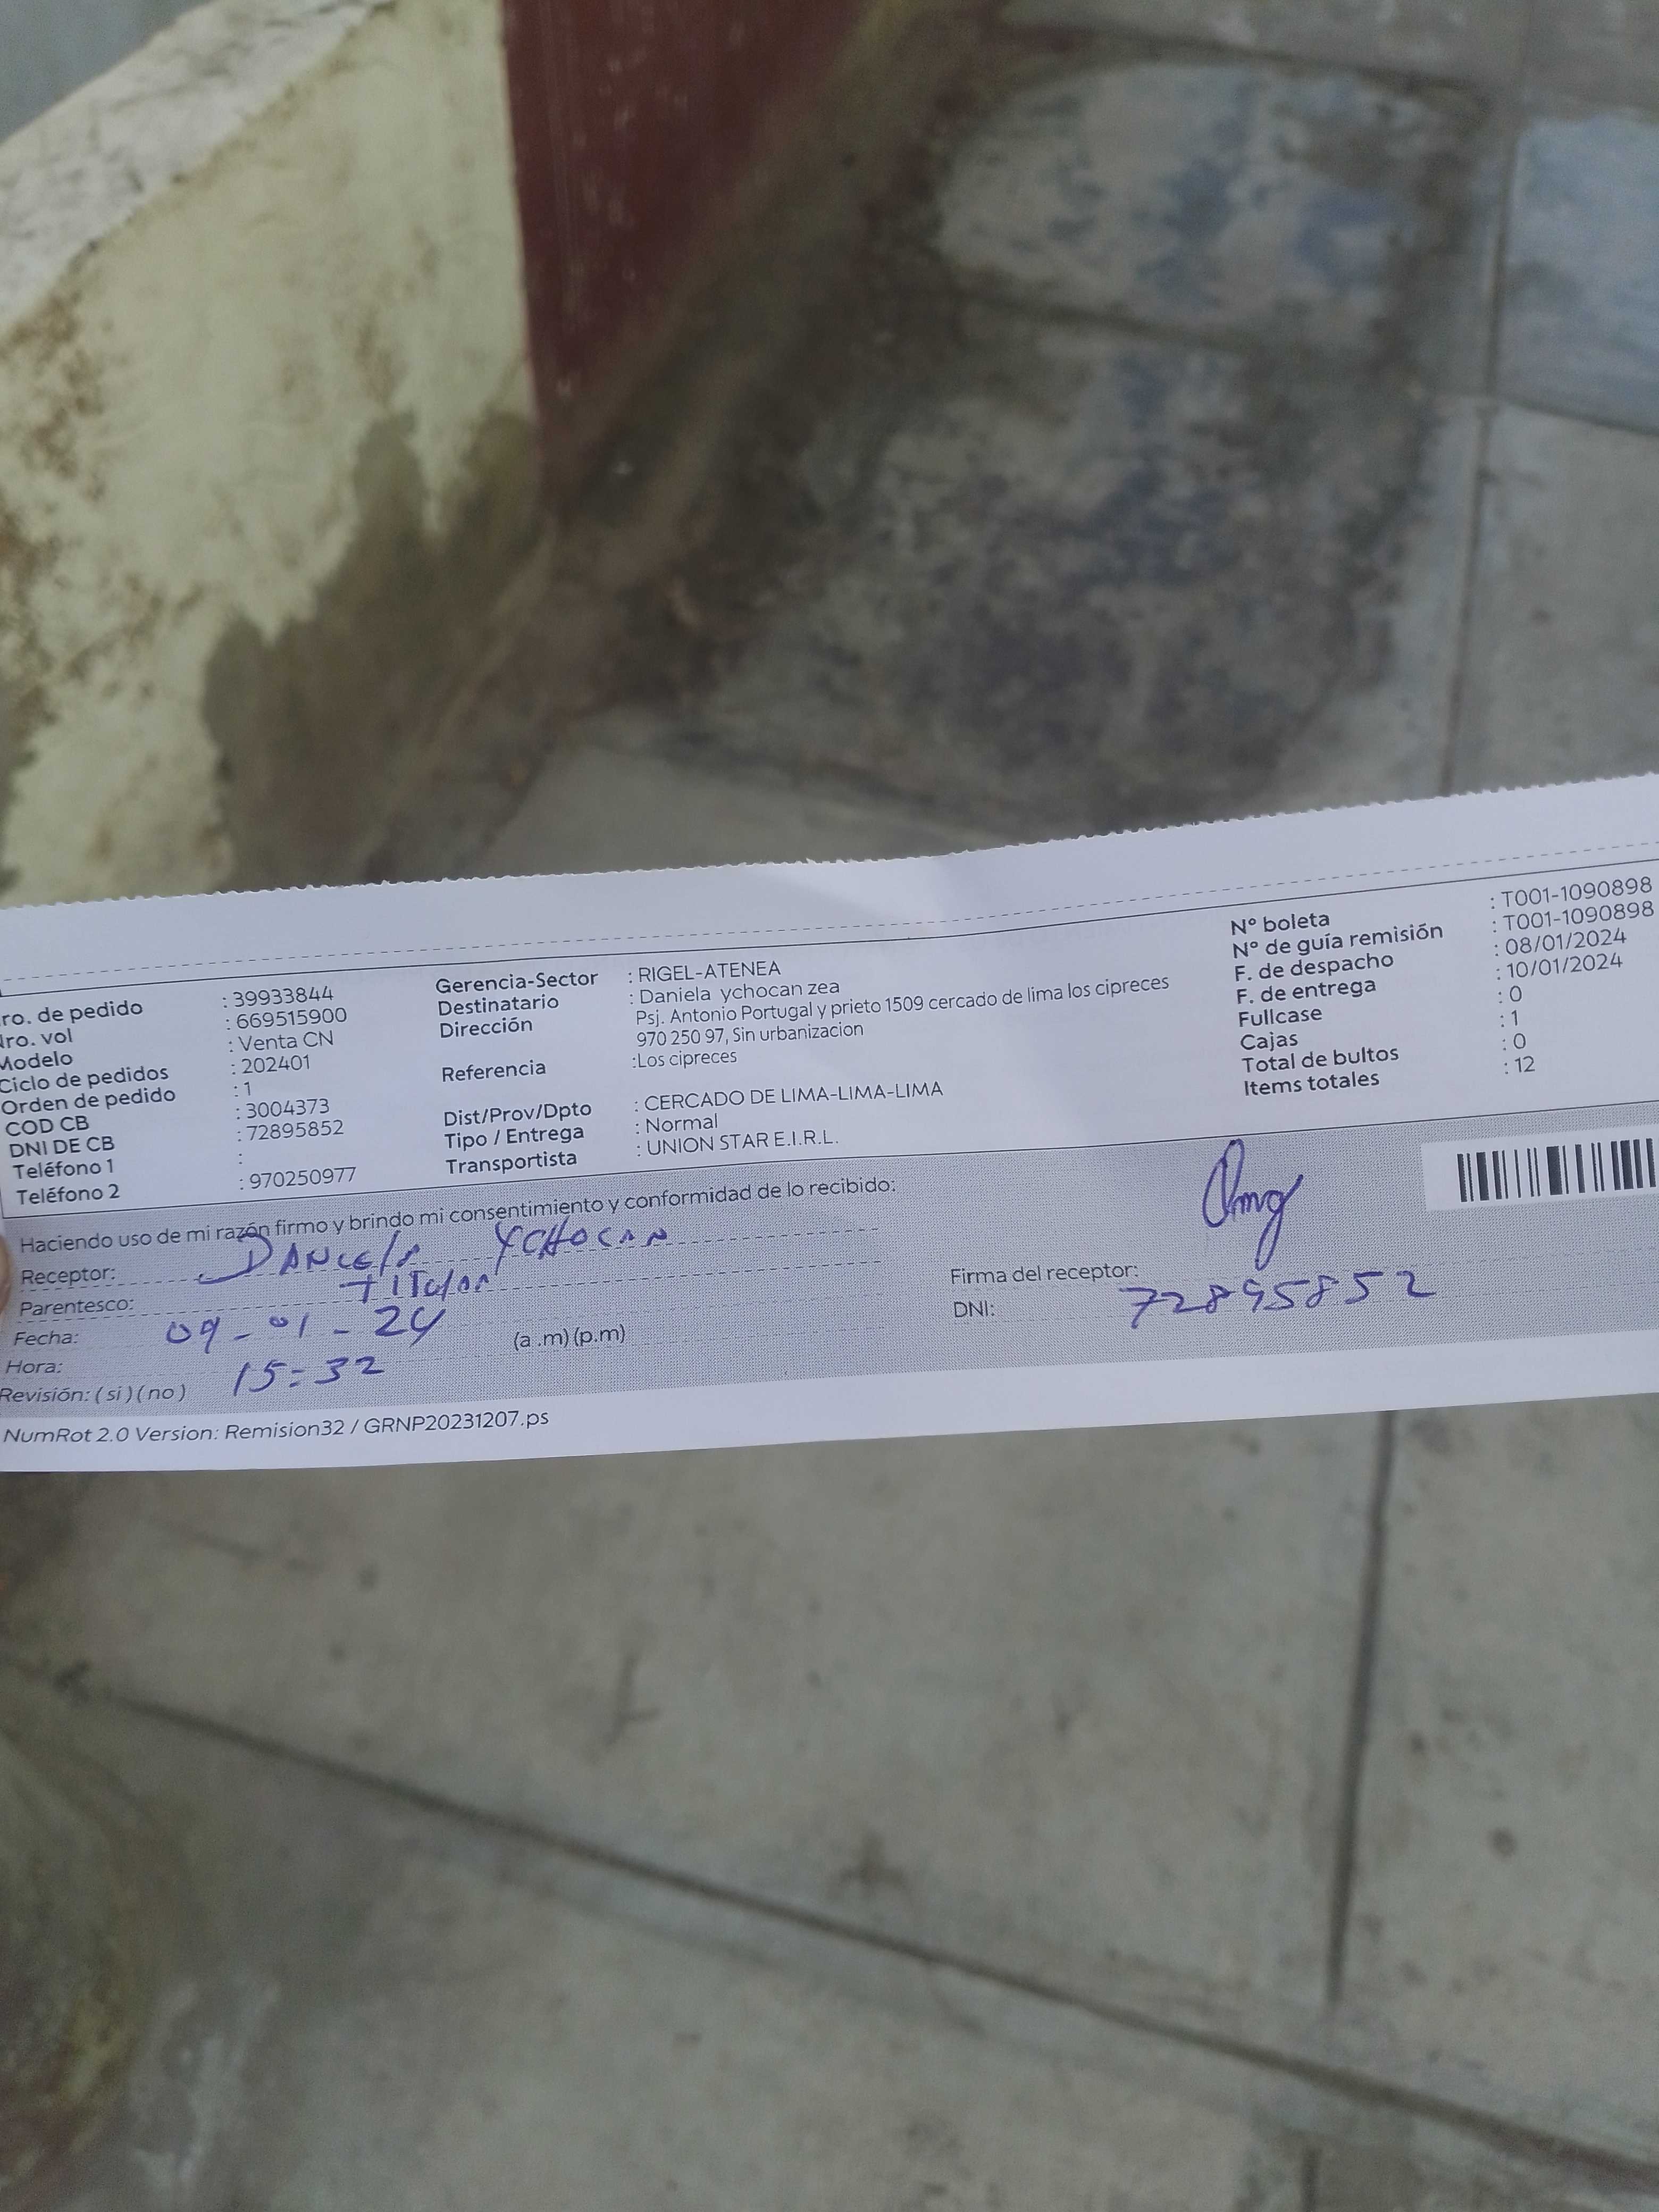 ro. de pedido : 39933844
Nro. vol : 669515900
Modelo : Venta CN
Ciclo de pedidos : 202401
Orden de pedido : 1
COD CB : 3004373
DNI DE CB : 72895852
Teléfono 1 :
Teléfono 2 : 970250977
Gerencia-Sector : RIGEL-ATENEA
Destinatario : Daniela ychocan zea
Dirección : Psj. Antonio Portugal y prieto 1509 cercado de lima los cipreces
970 250 97, Sin urbanizacion
Referencia :Los cipreces
Dist/Prov/Dpto : CERCADO DE LIMA-LIMA-LIMA
Tipo / Entrega : Normal
Transportista : UNION STAR E.I.R.L.
Nº boleta : T001-1090898
Nº de guía remisión : T001-1090898
F. de despacho : 08/01/2024
F. de entrega : 10/01/2024
Fullcase : 0
Cajas : 1
Total de bultos : 0
Items totales : 12
Haciendo uso de mi razón firmo y brindo mi consentimiento y conformidad de lo recibido:
Receptor: DANIELA YCHOCAN
Parentesco: TITULAR
Fecha: 09-01-24
Hora: 15:32 (a .m) (p.m)
Revisión: ( si ) ( no )
Firma del receptor:
DNI: 72895852
NumRot 2.0 Version: Remision32 / GRNP20231207.ps